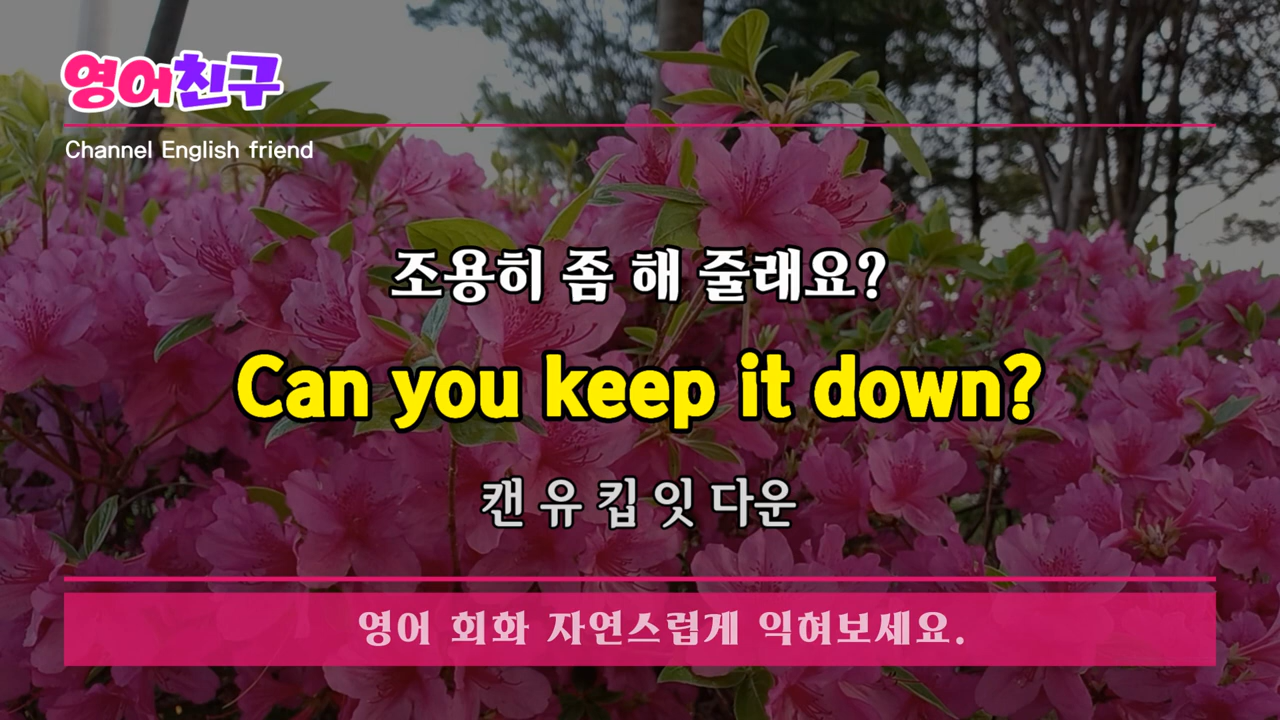 영어친구
Channel English friend
조용히 좀 해 줄래요?
Can you keep it down?
캔 유 킵 잇 다운
영어 회화 자연스럽게 익혀보세요.